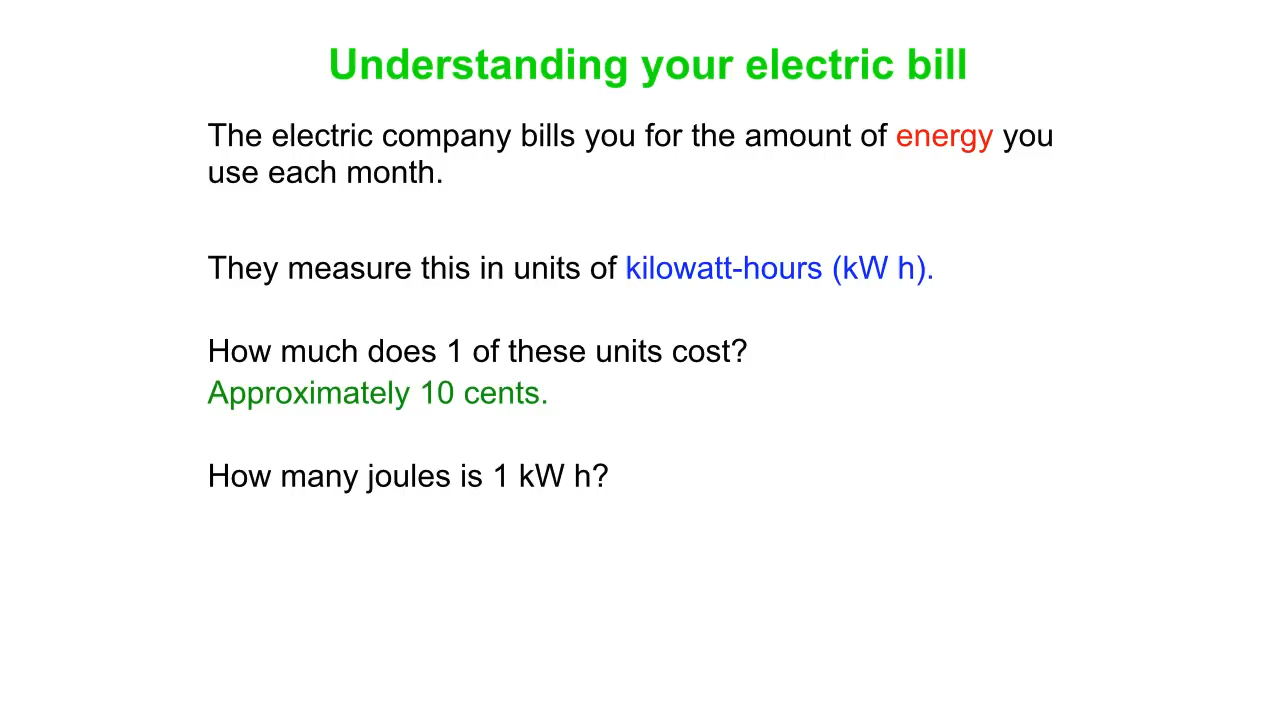 Understanding your electric bill
The electric company bills you for the amount of energy you
use each month.
They measure this in units of kilowatt-hours (kW h).
How much does 1 of these units cost?
Approximately 10 cents.
How many joules is 1 kW h?